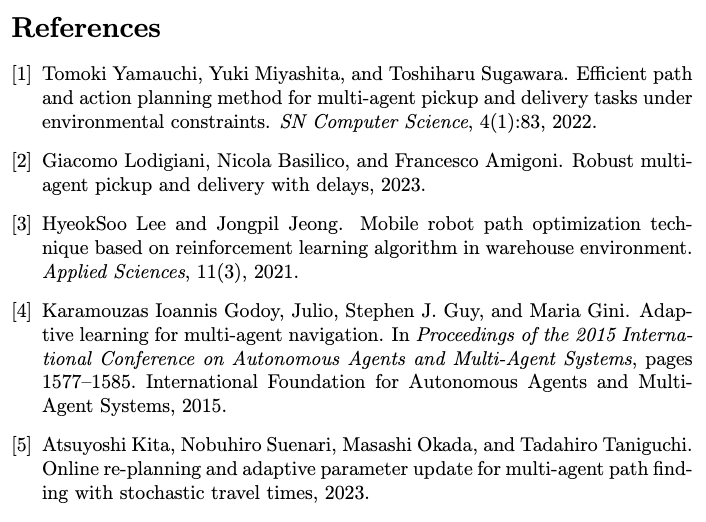 References
[1] Tomoki Yamauchi, Yuki Miyashita, and Toshiharu Sugawara. Efficient path
and action planning method for multi-agent pickup and delivery tasks under
environmental constraints. SN Computer Science, 4(1):83, 2022.
[2] Giacomo Lodigiani, Nicola Basilico, and Francesco Amigoni. Robust multi-
agent pickup and delivery with delays, 2023.
[3] HyeokSoo Lee and Jongpil Jeong. Mobile robot path optimization tech-
nique based on reinforcement learning algorithm in warehouse environment.
Applied Sciences, 11(3), 2021.
[4] Karamouzas Ioannis Godoy, Julio, Stephen J. Guy, and Maria Gini. Adap-
tive learning for multi-agent navigation. In Proceedings of the 2015 Interna-
tional Conference on Autonomous Agents and Multi-Agent Systems, pages
1577–1585. International Foundation for Autonomous Agents and Multi-
Agent Systems, 2015.
[5] Atsuyoshi Kita, Nobuhiro Suenari, Masashi Okada, and Tadahiro Taniguchi.
Online re-planning and adaptive parameter update for multi-agent path find-
ing with stochastic travel times, 2023.